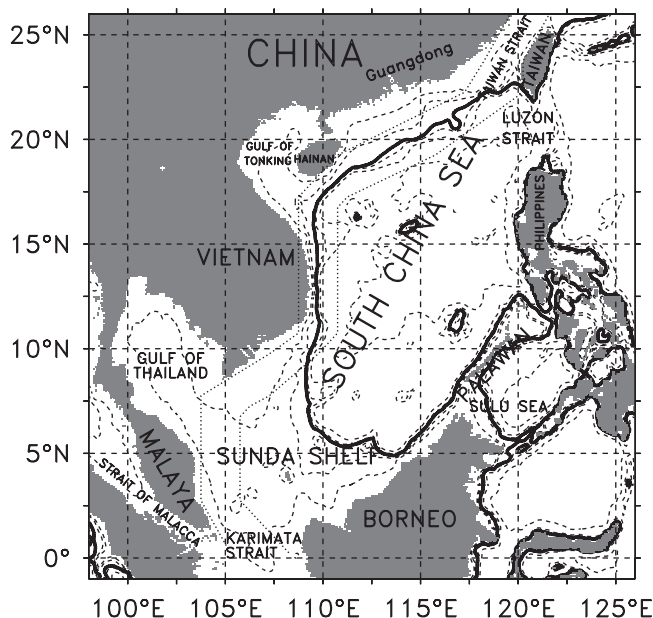 25°N
CHINA
Guangdong
IWAN STRAIT
TAIWAN
LUZON
STRAIT
20°N
GULF OF
TONKING
HAINAN
PHILIPPINES
15°N
VIETNAM
SOUTH CHINA SEA
10°N
GULF OF
THAILAND
PALAWAN
SULU SEA
5°N
SUNDA SHELF
MALAYA
STRAIT OF MALACCA
BORNEO
KARIMATA
STRAIT
0°
100°E 105°E 110°E 115°E 120°E 125°E